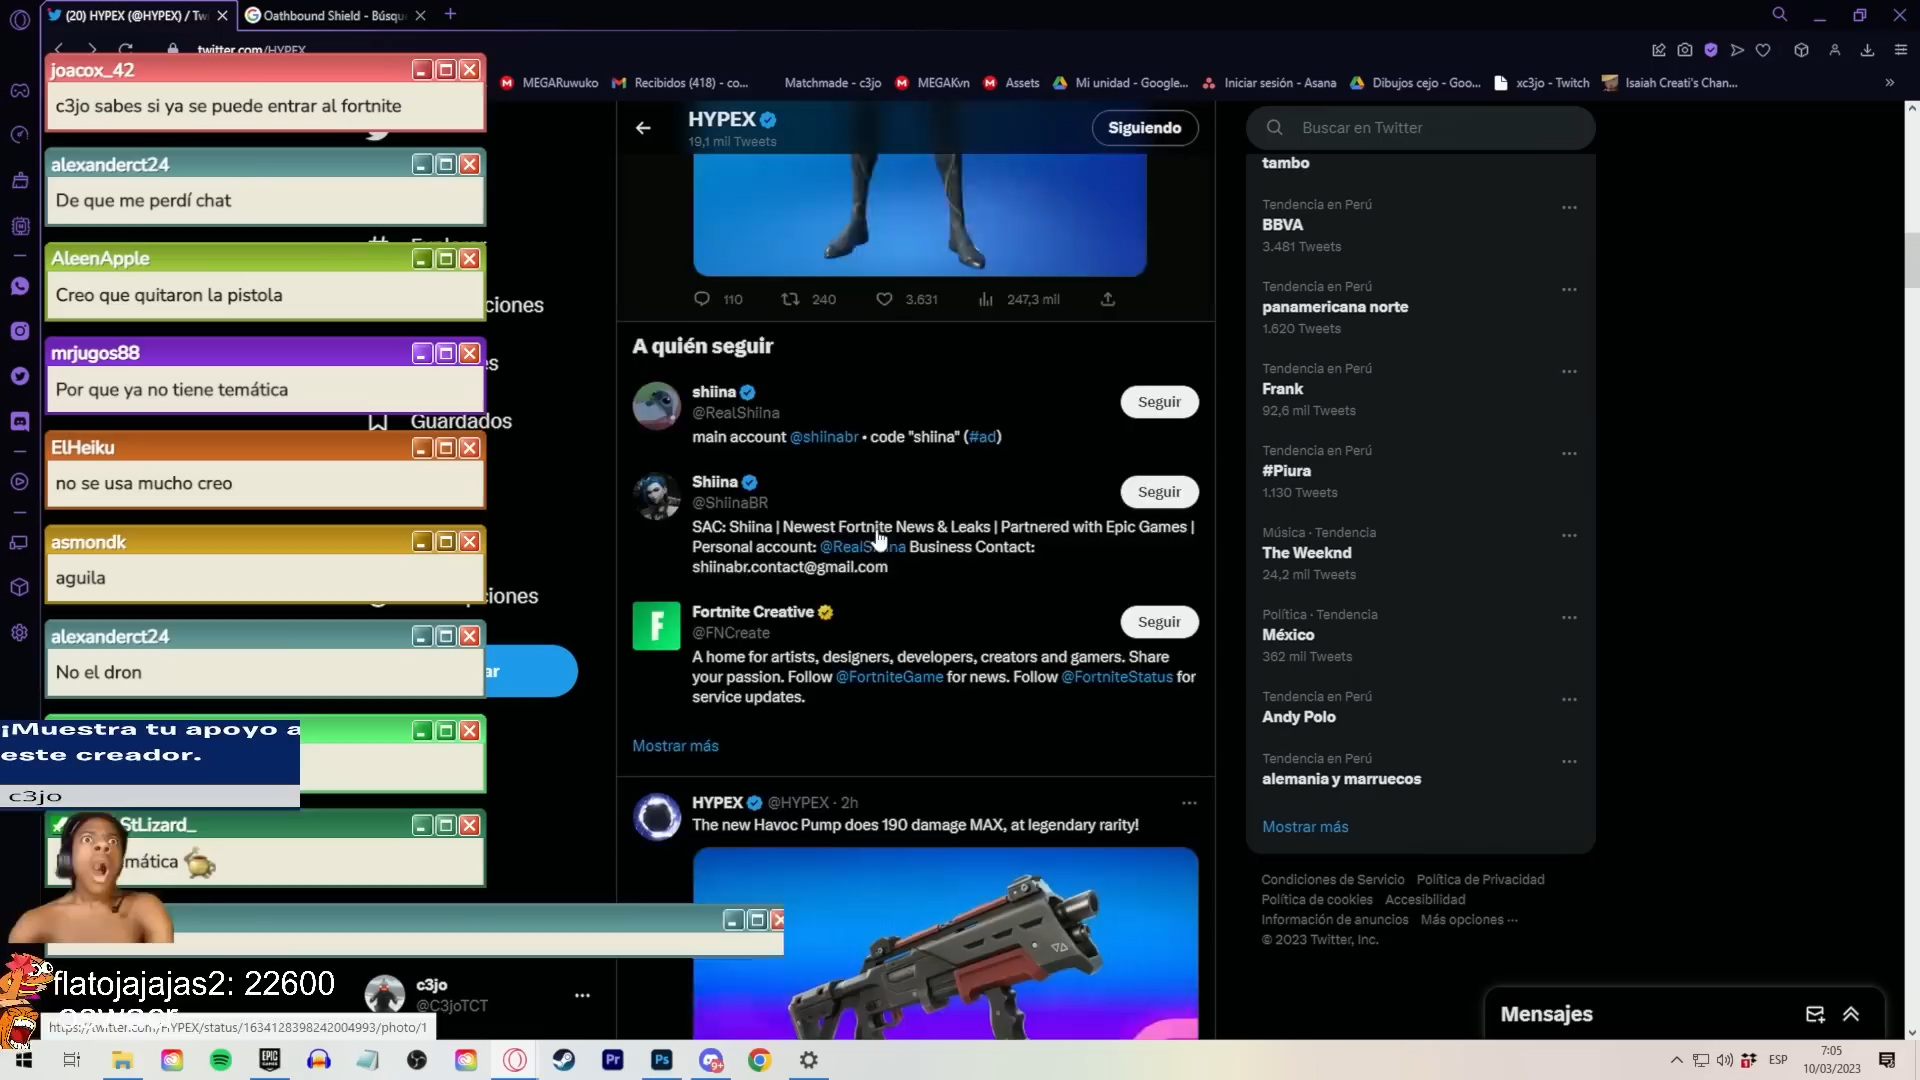 (20) HYPEX (@HYPEX) / Tw
Oathbound Shield - Búsqu
twitter.com/HYPEX
MEGARuwuko
Recibidos (418) - co...
Matchmade - c3jo
MEGAKvn
Assets
Mi unidad - Google...
Iniciar sesión - Asana
Dibujos cejo - Goo...
xc3jo - Twitch
Isaiah Creati's Chan...
joacox_42
c3jo sabes si ya se puede entrar al fortnite
alexanderct24
De que me perdí chat
AleenApple
Creo que quitaron la pistola
mrjugos88
Por que ya no tiene temática
ElHeiku
no se usa mucho creo
asmondk
aguila
alexanderct24
No el dron
¡Muestra tu apoyo a
este creador.
c3jo
StLizard_
mática
flatojajajas2: 22600
ciones
es
Guardados
ciones
ar
c3jo
@C3joTCT
https://twitter.com/HYPEX/status/1634128398242004993/photo/1
HYPEX
19,1 mil Tweets
Siguiendo
110
240
3.631
247,3 mil
A quién seguir
shiina
@RealShiina
Seguir
main account @shiinabr • code "shiina" (#ad)
Shiina
@ShiinaBR
Seguir
SAC: Shiina | Newest Fortnite News & Leaks | Partnered with Epic Games |
Personal account: @RealShiina Business Contact:
shiinabr.contact@gmail.com
Fortnite Creative
@FNCreate
Seguir
A home for artists, designers, developers, creators and gamers. Share
your passion. Follow @FortniteGame for news. Follow @FortniteStatus for
service updates.
Mostrar más
HYPEX @HYPEX · 2h
The new Havoc Pump does 190 damage MAX, at legendary rarity!
Buscar en Twitter
tambo
Tendencia en Perú
BBVA
3.481 Tweets
Tendencia en Perú
panamericana norte
1.620 Tweets
Tendencia en Perú
Frank
92,6 mil Tweets
Tendencia en Perú
#Piura
1.130 Tweets
Música · Tendencia
The Weeknd
24,2 mil Tweets
Política · Tendencia
México
362 mil Tweets
Tendencia en Perú
Andy Polo
Tendencia en Perú
alemania y marruecos
Mostrar más
Condiciones de Servicio Política de Privacidad
Política de cookies Accesibilidad
Información de anuncios Más opciones ···
© 2023 Twitter, Inc.
Mensajes
ESP
7:05
10/03/2023